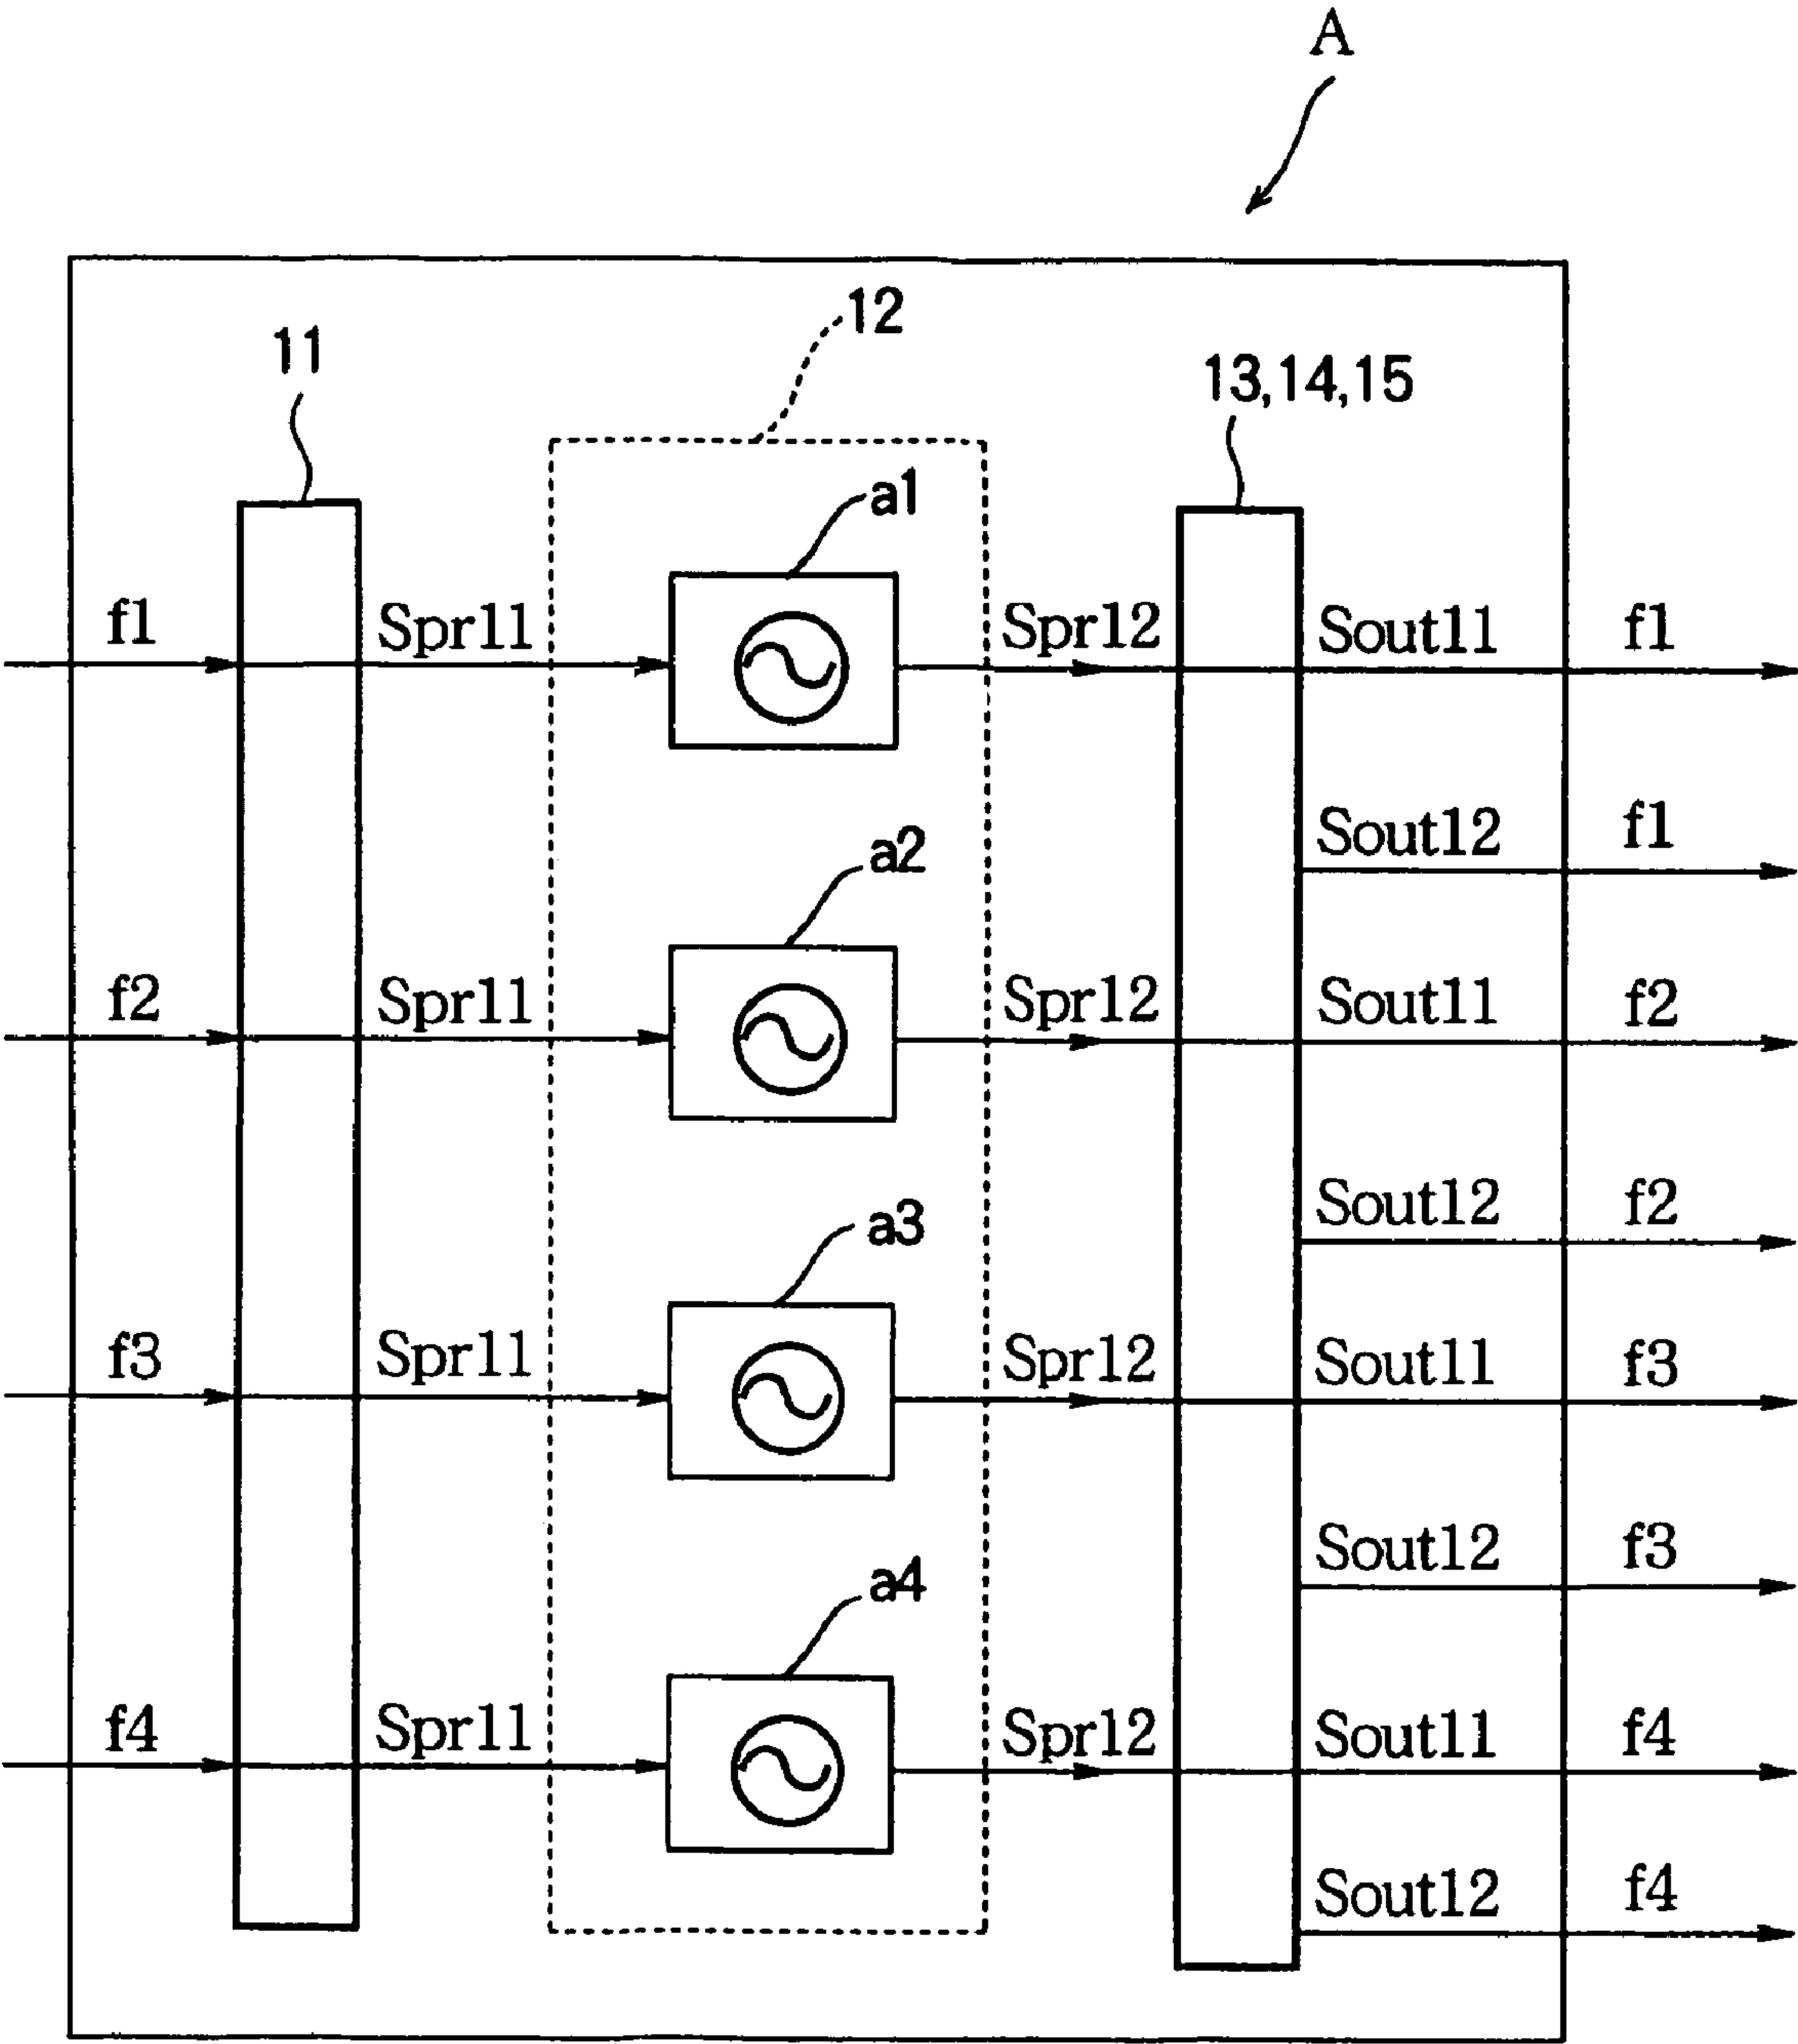 A
12
11
13,14,15
a1
f1 Spr11 Spr12 Sout11 f1
Sout12 f1
a2
f2 Spr11 Spr12 Sout11 f2
Sout12 f2
a3
f3 Spr11 Spr12 Sout11 f3
Sout12 f3
a4
f4 Spr11 Spr12 Sout11 f4
Sout12 f4